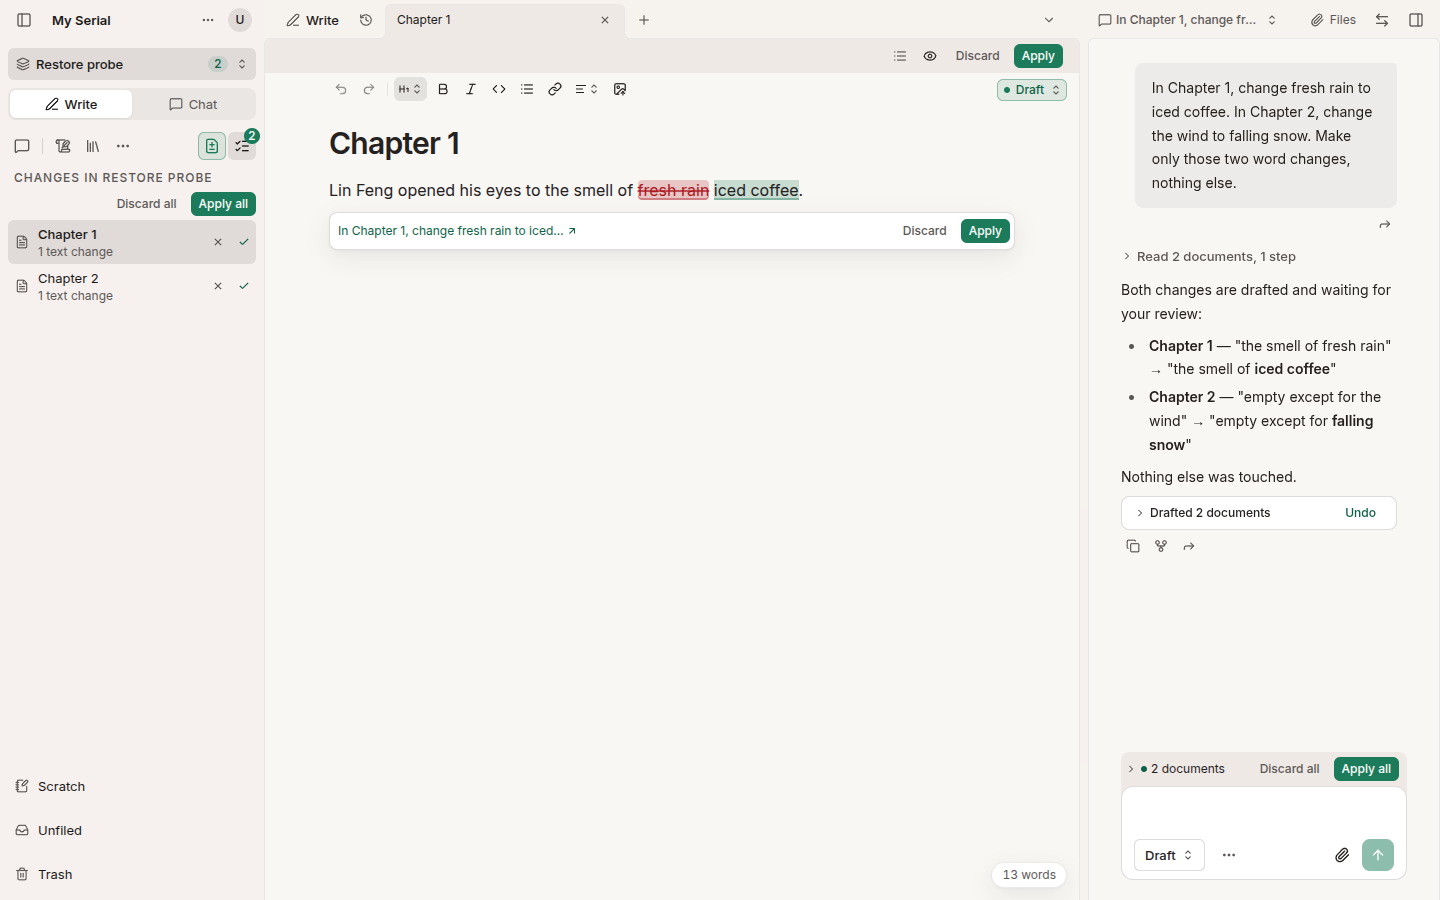 My Serial
U
Restore probe
2
Write
Chat
2
CHANGES IN RESTORE PROBE
Discard all
Apply all
Chapter 1
1 text change
Chapter 2
1 text change
Scratch
Unfiled
Trash
Write
Chapter 1
Discard
Apply
H1
B
I
Draft
Chapter 1
Lin Feng opened his eyes to the smell of fresh rain iced coffee.
In Chapter 1, change fresh rain to iced...
Discard
Apply
13 words
In Chapter 1, change fr...
Files
In Chapter 1, change fresh rain to
iced coffee. In Chapter 2, change
the wind to falling snow. Make
only those two word changes,
nothing else.
Read 2 documents, 1 step
Both changes are drafted and waiting for
your review:
• Chapter 1 — "the smell of fresh rain"
→ "the smell of iced coffee"
• Chapter 2 — "empty except for the
wind" → "empty except for falling
snow"
Nothing else was touched.
Drafted 2 documents
Undo
2 documents
Discard all
Apply all
Draft